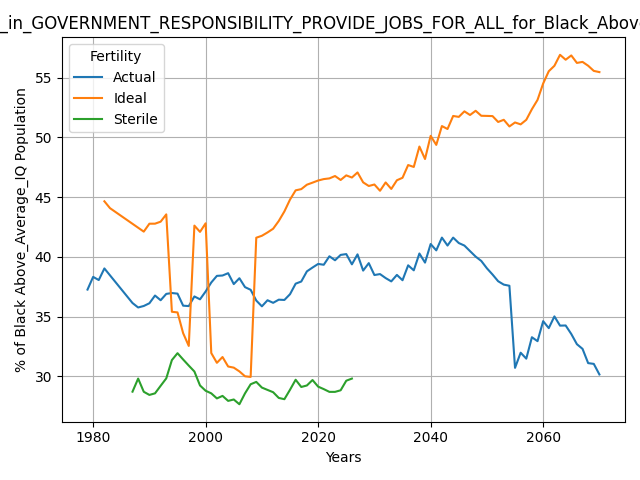 _in_GOVERNMENT_RESPONSIBILITY_PROVIDE_JOBS_FOR_ALL_for_Black_Above
Fertility
Actual
Ideal
Sterile
% of Black Above_Average_IQ Population
55
50
45
40
35
30
1980 2000 2020 2040 2060
Years